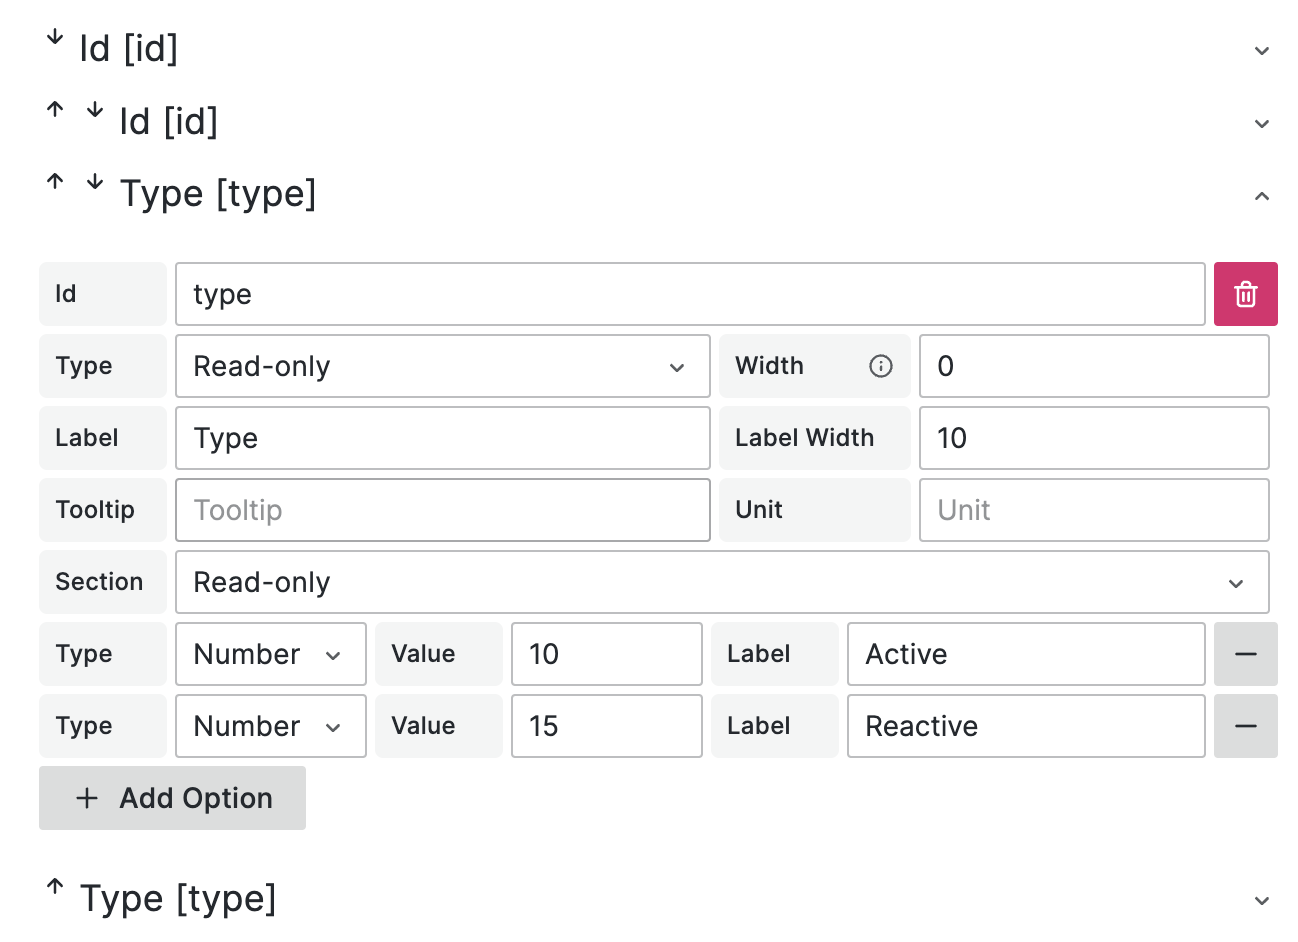 Id [id]
Id [id]
Type [type]
Id type
Type Read-only Width 0
Label Type Label Width 10
Tooltip Tooltip Unit Unit
Section Read-only
Type Number Value 10 Label Active
Type Number Value 15 Label Reactive
Add Option
Type [type]